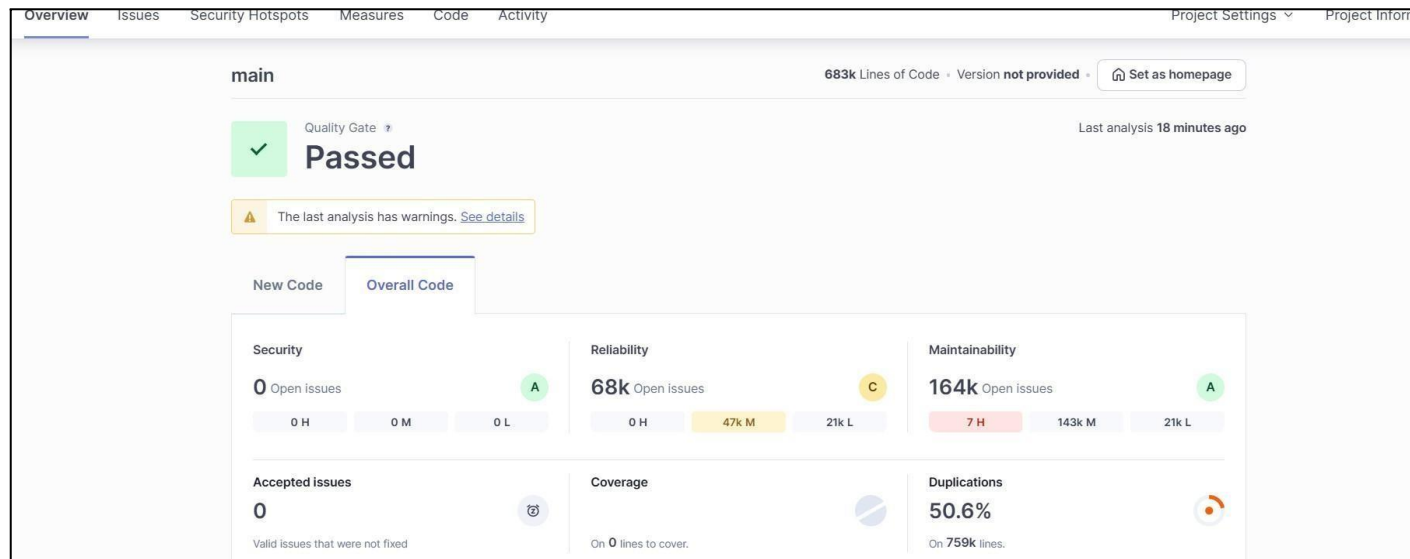 Overview Issues Security Hotspots Measures Code Activity Project Settings Project Infor
main 683k Lines of Code • Version not provided • Set as homepage
Quality Gate ? Last analysis 18 minutes ago
Passed
The last analysis has warnings. See details
New Code Overall Code
Security Reliability Maintainability
0 Open issues A 68k Open issues C 164k Open issues A
0 H 0 M 0 L 0 H 47k M 21k L 7 H 143k M 21k L
Accepted issues Coverage Duplications
0 50.6%
Valid issues that were not fixed On 0 lines to cover. On 759k lines.